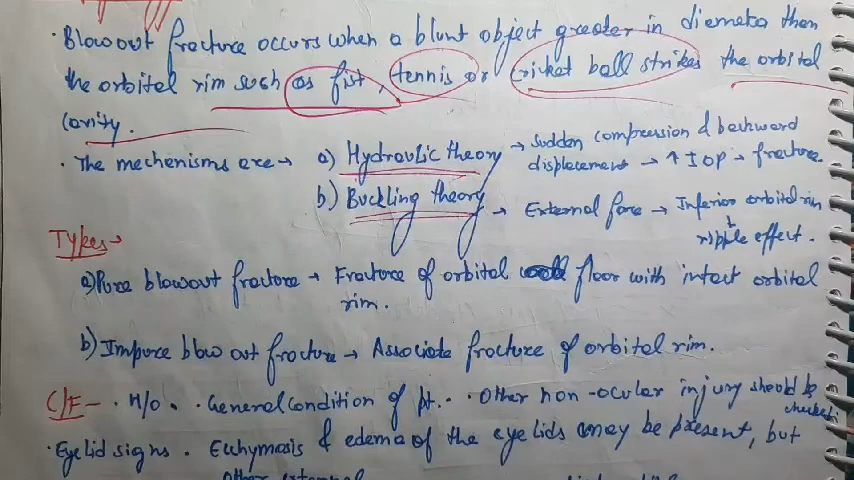 · Blowout fracture occurs when a blunt object greater in diameter than
the orbital rim such as fist, tennis or cricket ball strikes the orbital
cavity.
· The mechanisms are → a) Hydraulic theory → Sudden compression & backward
displacement → ↑ IOP → fracture.
b) Buckling theory → External force → Inferior orbital rim
↓
ripple effect.
Types→
a) Pure blowout fracture → Fracture of orbital floor with intact orbital
rim.
b) Impure blow out fracture → Associate fracture of orbital rim.
C/F – · H/O · · General condition of pt. · · Other non-ocular injury should be
checked.
· Eyelid signs · Ecchymosis & edema of the eyelids may be present, but
Other external